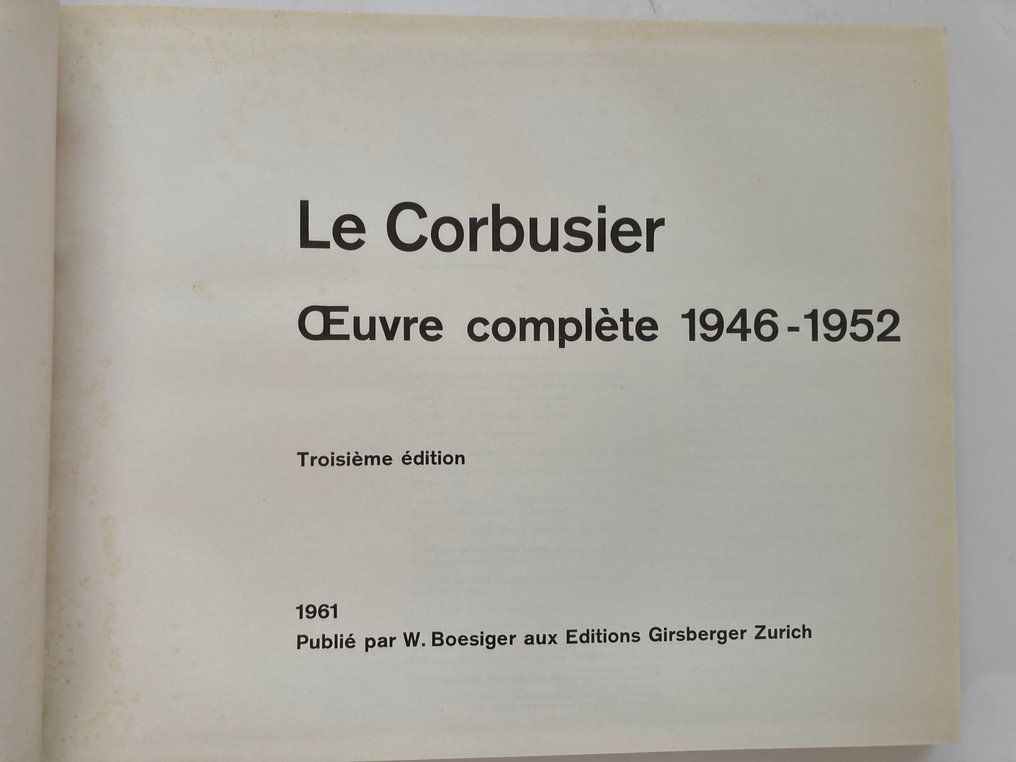 Le Corbusier
Œuvre complète 1946-1952
Troisième édition
1961
Publié par W. Boesiger aux Editions Girsberger Zurich